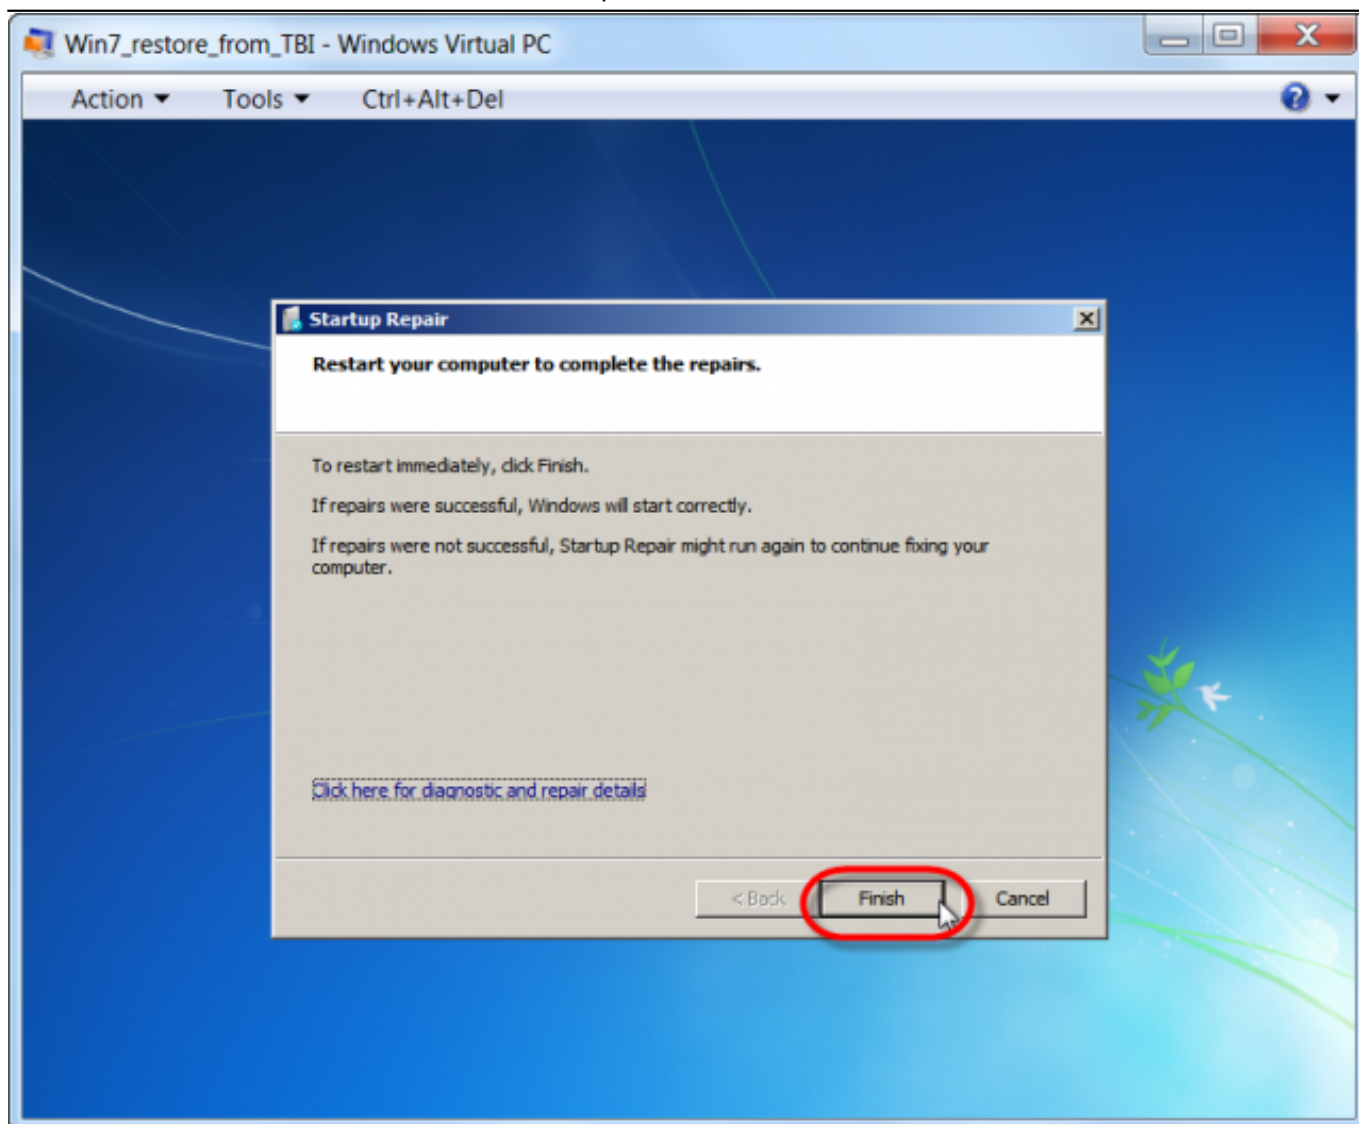 Win7_restore_from_TBI - Windows Virtual PC
Action Tools Ctrl+Alt+Del
Startup Repair
Restart your computer to complete the repairs.
To restart immediately, click Finish.
If repairs were successful, Windows will start correctly.
If repairs were not successful, Startup Repair might run again to continue fixing your
computer.
Click here for diagnostic and repair details
< Back Finish Cancel